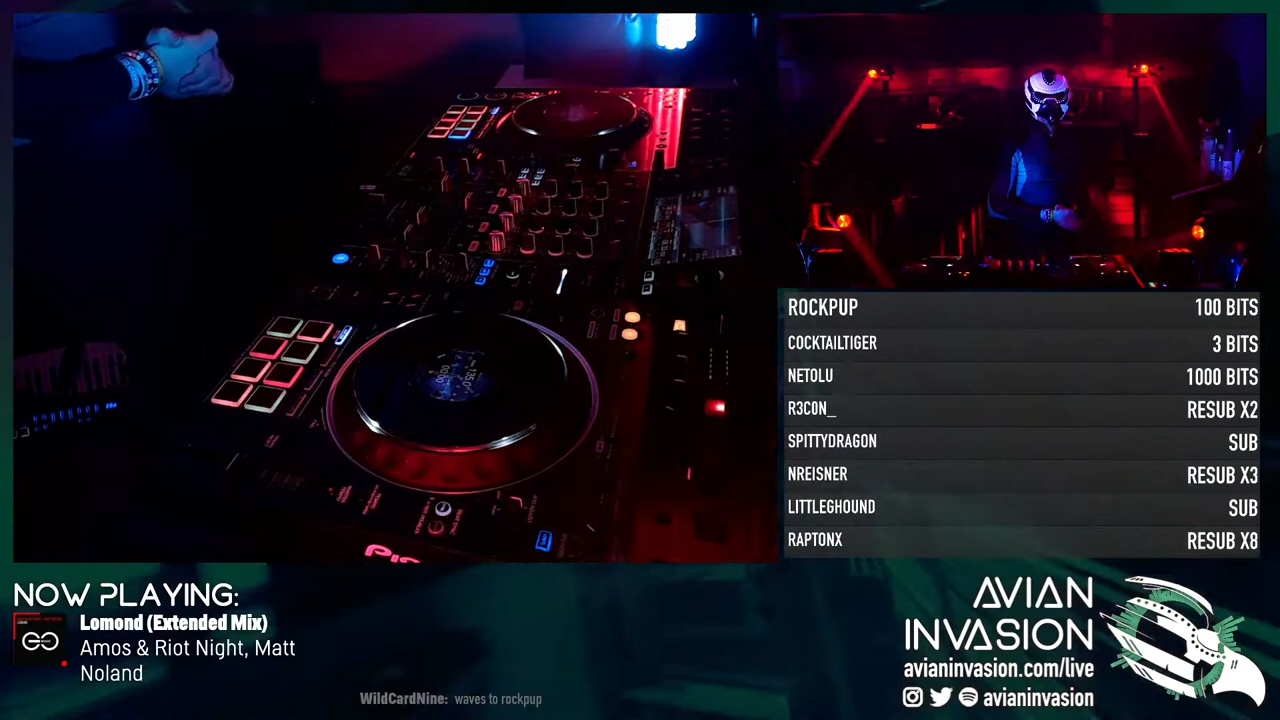 ROCKPUP 100 BITS
COCKTAILTIGER 3 BITS
NETOLU 1000 BITS
R3CON_ RESUB X2
SPITTYDRAGON SUB
NREISNER RESUB X3
LITTLEGHOUND SUB
RAPTONX RESUB X8
NOW PLAYING:
Lomond (Extended Mix)
Amos & Riot Night, Matt
Noland
WildCardNine: waves to rockpup
AVIAN
INVASION
avianinvasion.com/live
avianinvasion